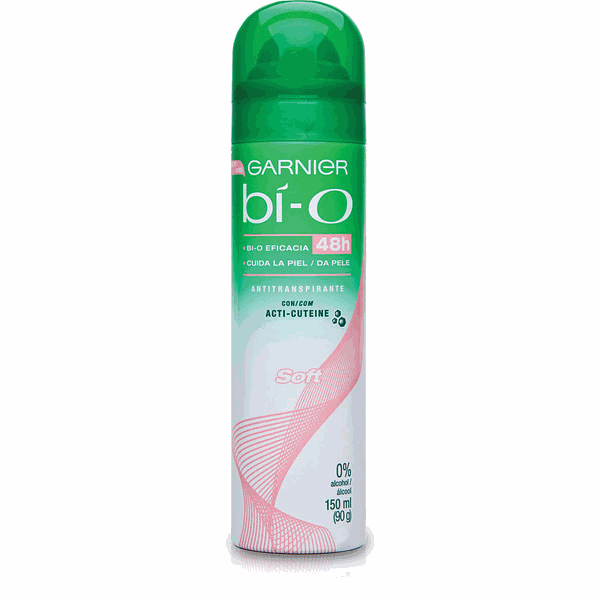 GARNIER
bí-O
• BI-O EFICACIA 48h
• CUIDA LA PIEL / DA PELE
ANTITRANSPIRANTE
CON/COM
ACTI-CUTEINE
Soft
0%
alcohol /
álcool
150 ml
(90 g)